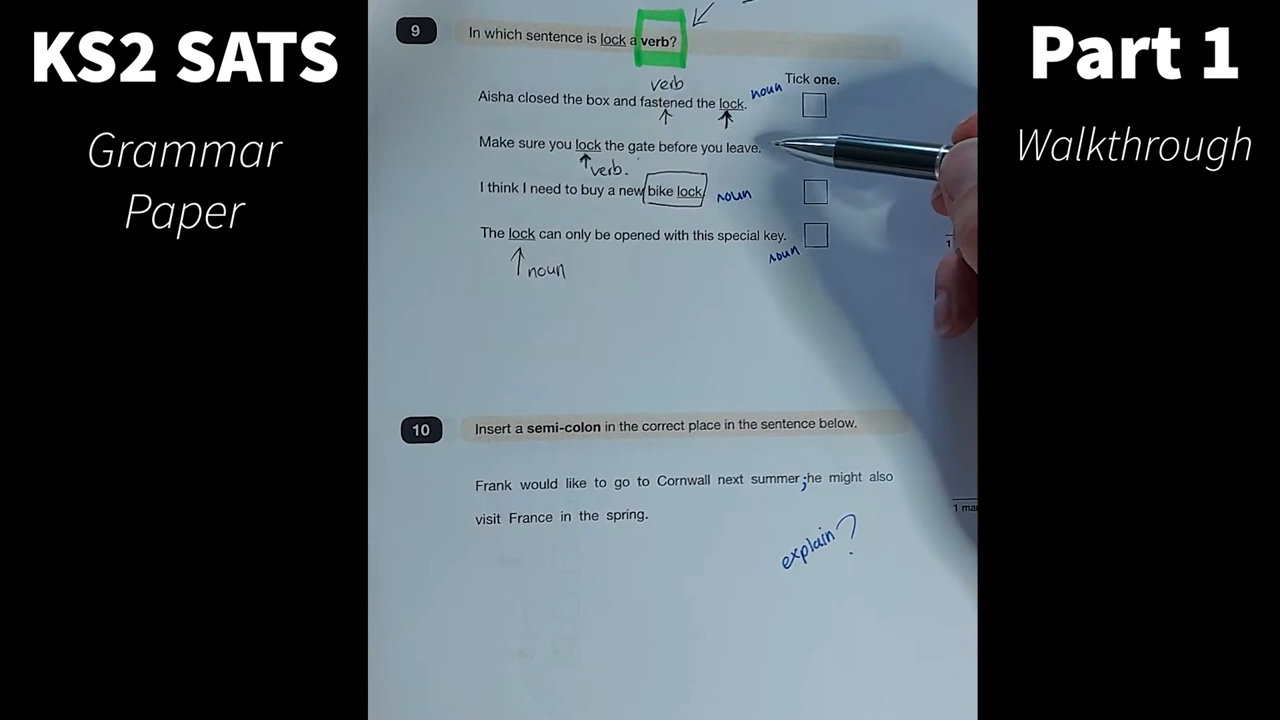 KS2 SATS
Grammar
Paper
Part 1
Walkthrough
9
In which sentence is lock a verb?
Tick one.
verb
Aisha closed the box and fastened the lock.
noun
Make sure you lock the gate before you leave.
verb.
I think I need to buy a new bike lock
noun
The lock can only be opened with this special key.
noun
noun
1
10
Insert a semi-colon in the correct place in the sentence below.
Frank would like to go to Cornwall next summer;he might also
visit France in the spring.
explain?